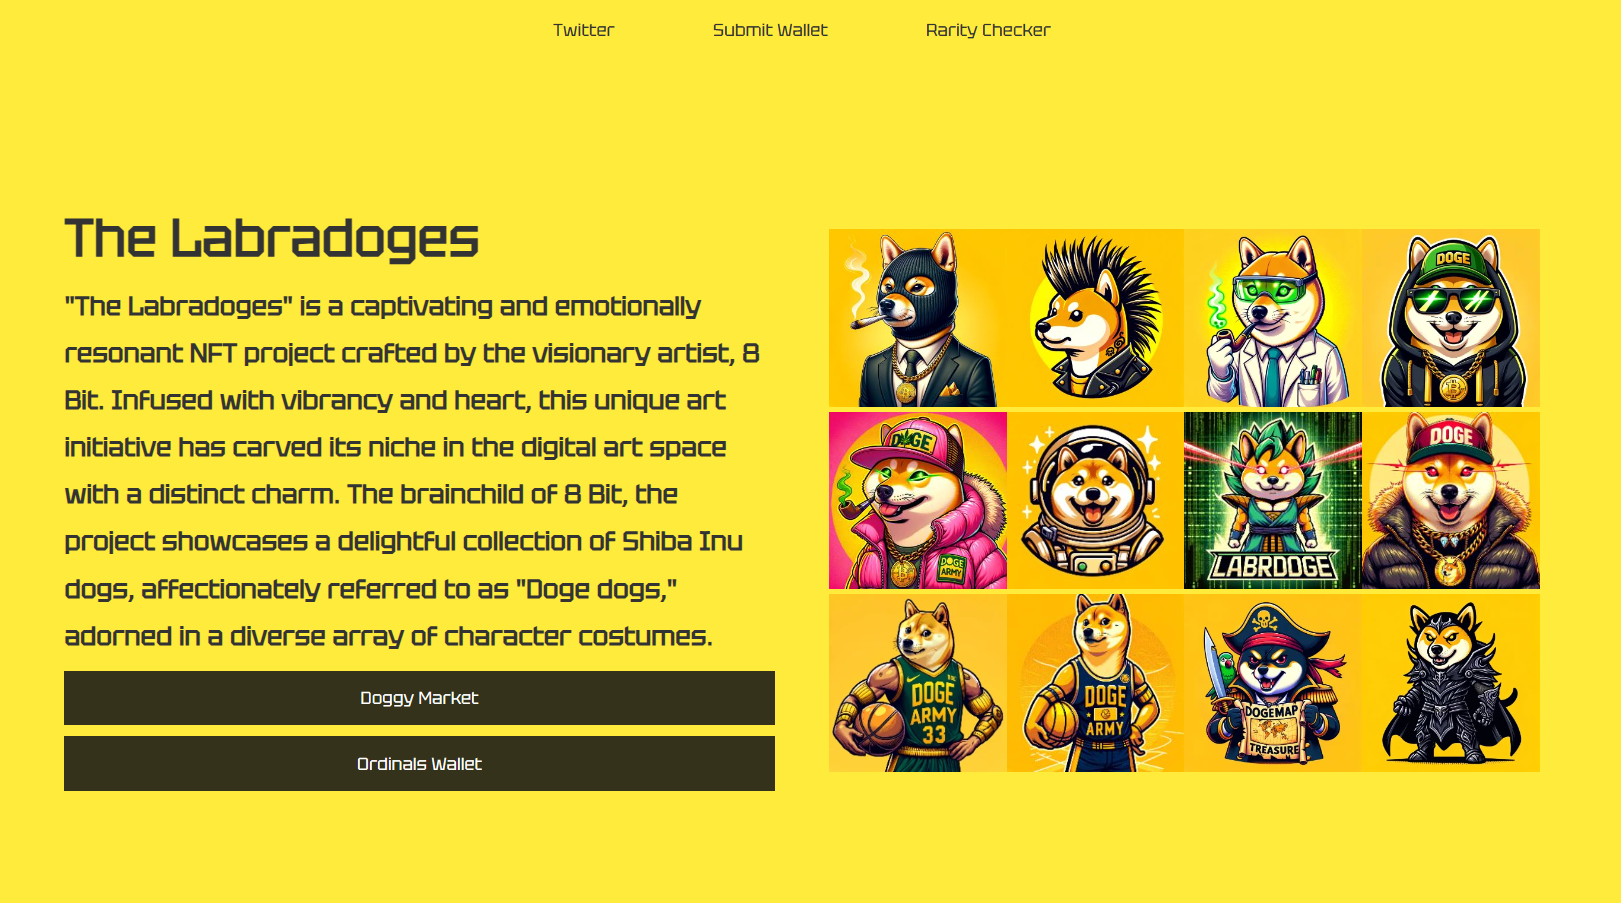 Twitter Submit Wallet Rarity Checker
The Labradoges
"The Labradoges" is a captivating and emotionally
resonant NFT project crafted by the visionary artist, 8
Bit. Infused with vibrancy and heart, this unique art
initiative has carved its niche in the digital art space
with a distinct charm. The brainchild of 8 Bit, the
project showcases a delightful collection of Shiba Inu
dogs, affectionately referred to as "Doge dogs,"
adorned in a diverse array of character costumes.
Doggy Market
Ordinals Wallet
DOGE
DOGE
DOGE
ARMY
LABRDOGE
DOGE
DOGE
ARMY
33
DOGE
ARMY
DOGEMAP
TREASURE